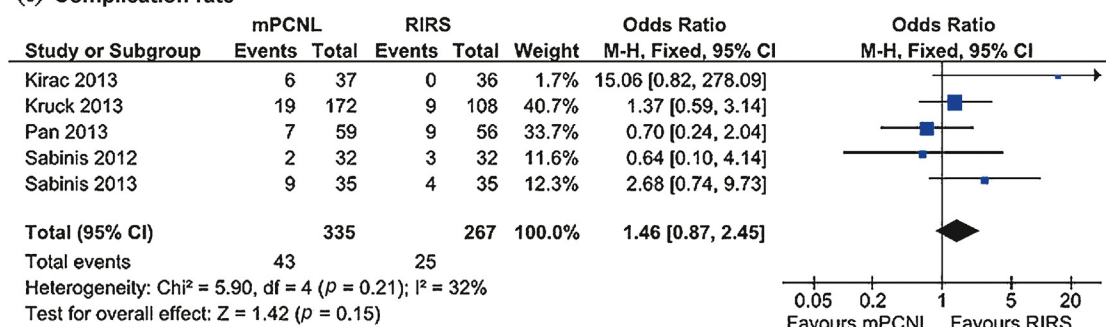 Complication rate
mPCNL RIRS Odds Ratio Odds Ratio
Study or Subgroup Events Total Events Total Weight M-H, Fixed, 95% CI M-H, Fixed, 95% CI
Kirac 2013 6 37 0 36 1.7% 15.06 [0.82, 278.09]
Kruck 2013 19 172 9 108 40.7% 1.37 [0.59, 3.14]
Pan 2013 7 59 9 56 33.7% 0.70 [0.24, 2.04]
Sabinis 2012 2 32 3 32 11.6% 0.64 [0.10, 4.14]
Sabinis 2013 9 35 4 35 12.3% 2.68 [0.74, 9.73]
Total (95% CI) 335 267 100.0% 1.46 [0.87, 2.45]
Total events 43 25
Heterogeneity: Chi² = 5.90, df = 4 (p = 0.21); I² = 32%
Test for overall effect: Z = 1.42 (p = 0.15)
0.05 0.2 1 5 20
Favours mPCNL Favours RIRS